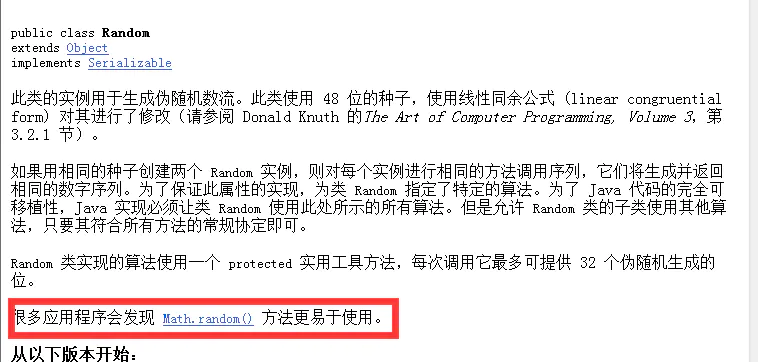 public class Random
extends Object
implements Serializable
此类的实例用于生成伪随机数流。此类使用 48 位的种子，使用线性同余公式 (linear congruential
form) 对其进行了修改（请参阅 Donald Knuth 的The Art of Computer Programming, Volume 3，第
3.2.1 节）。
如果用相同的种子创建两个 Random 实例，则对每个实例进行相同的方法调用序列，它们将生成并返回
相同的数字序列。为了保证此属性的实现，为类 Random 指定了特定的算法。为了 Java 代码的完全可
移植性，Java 实现必须让类 Random 使用此处所示的所有算法。但是允许 Random 类的子类使用其他算
法，只要其符合所有方法的常规协定即可。
Random 类实现的算法使用一个 protected 实用工具方法，每次调用它最多可提供 32 个伪随机生成的
位。
很多应用程序会发现 Math.random() 方法更易于使用。
从以下版本开始：